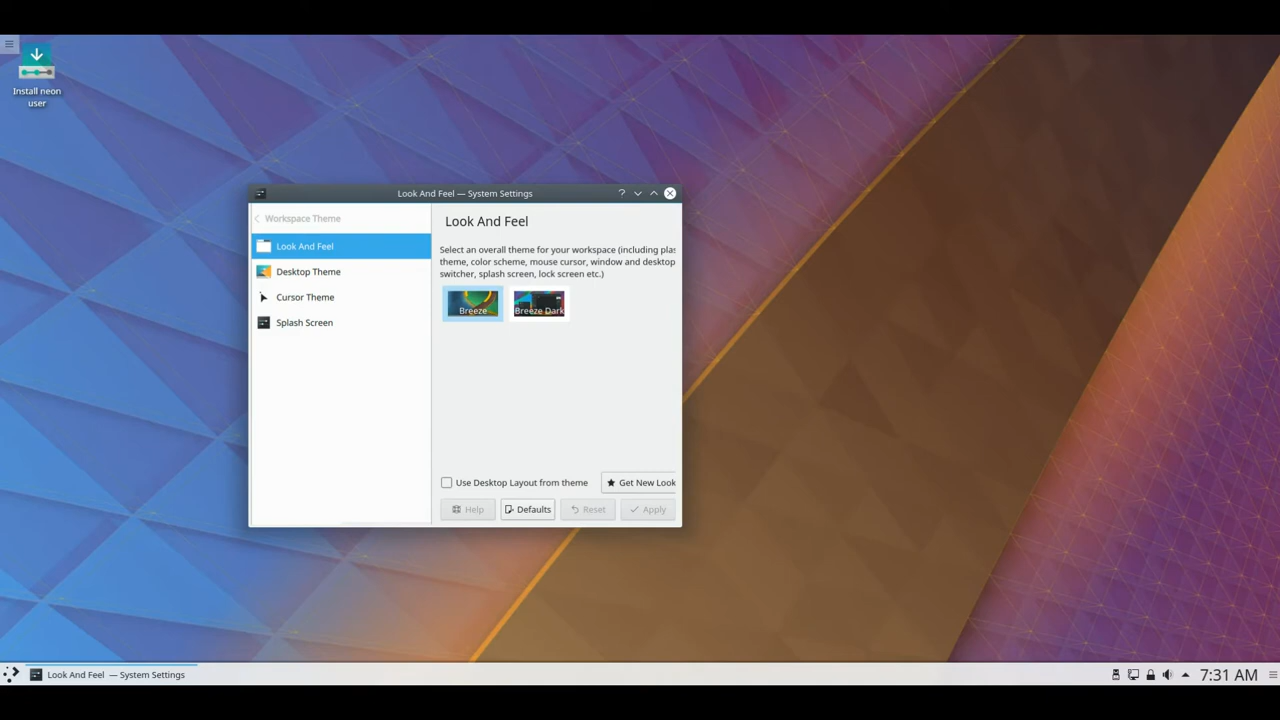 Install neon
user
Look And Feel — System Settings
Workspace Theme
Look And Feel
Desktop Theme
Cursor Theme
Splash Screen
Look And Feel
Select an overall theme for your workspace (including plas
theme, color scheme, mouse cursor, window and desktop
switcher, splash screen, lock screen etc.)
Breeze
Breeze Dark
Use Desktop Layout from theme
Get New Look
Help
Defaults
Reset
Apply
Look And Feel — System Settings
7:31 AM